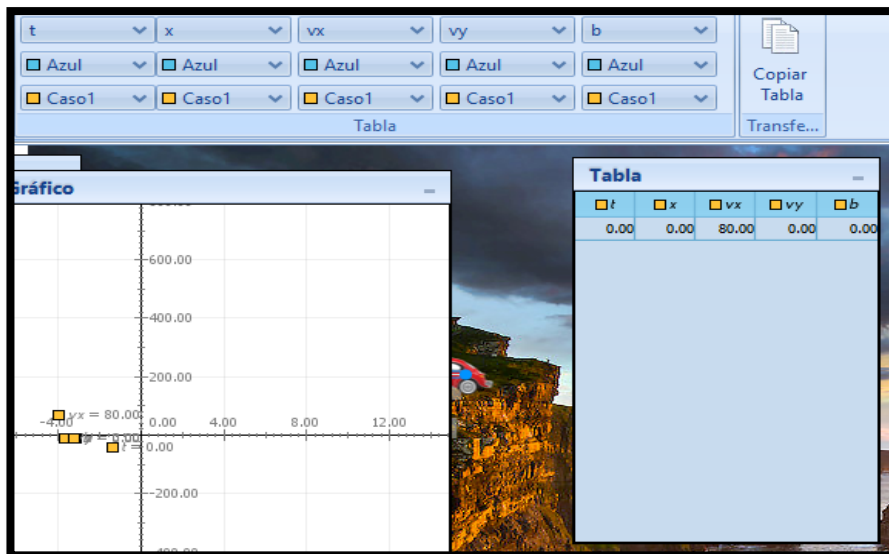 t x vx vy b
Azul Azul Azul Azul Azul
Caso1 Caso1 Caso1 Caso1 Caso1
Copiar
Tabla
Tabla
Transfe...
Gráfico
600.00
400.00
200.00
vx = 80.00
-4.00 0.00 8.00 12.00
4.00
= 0.00
t = 0.00
-200.00
Tabla
t x vx vy b
0.00 0.00 80.00 0.00 0.00